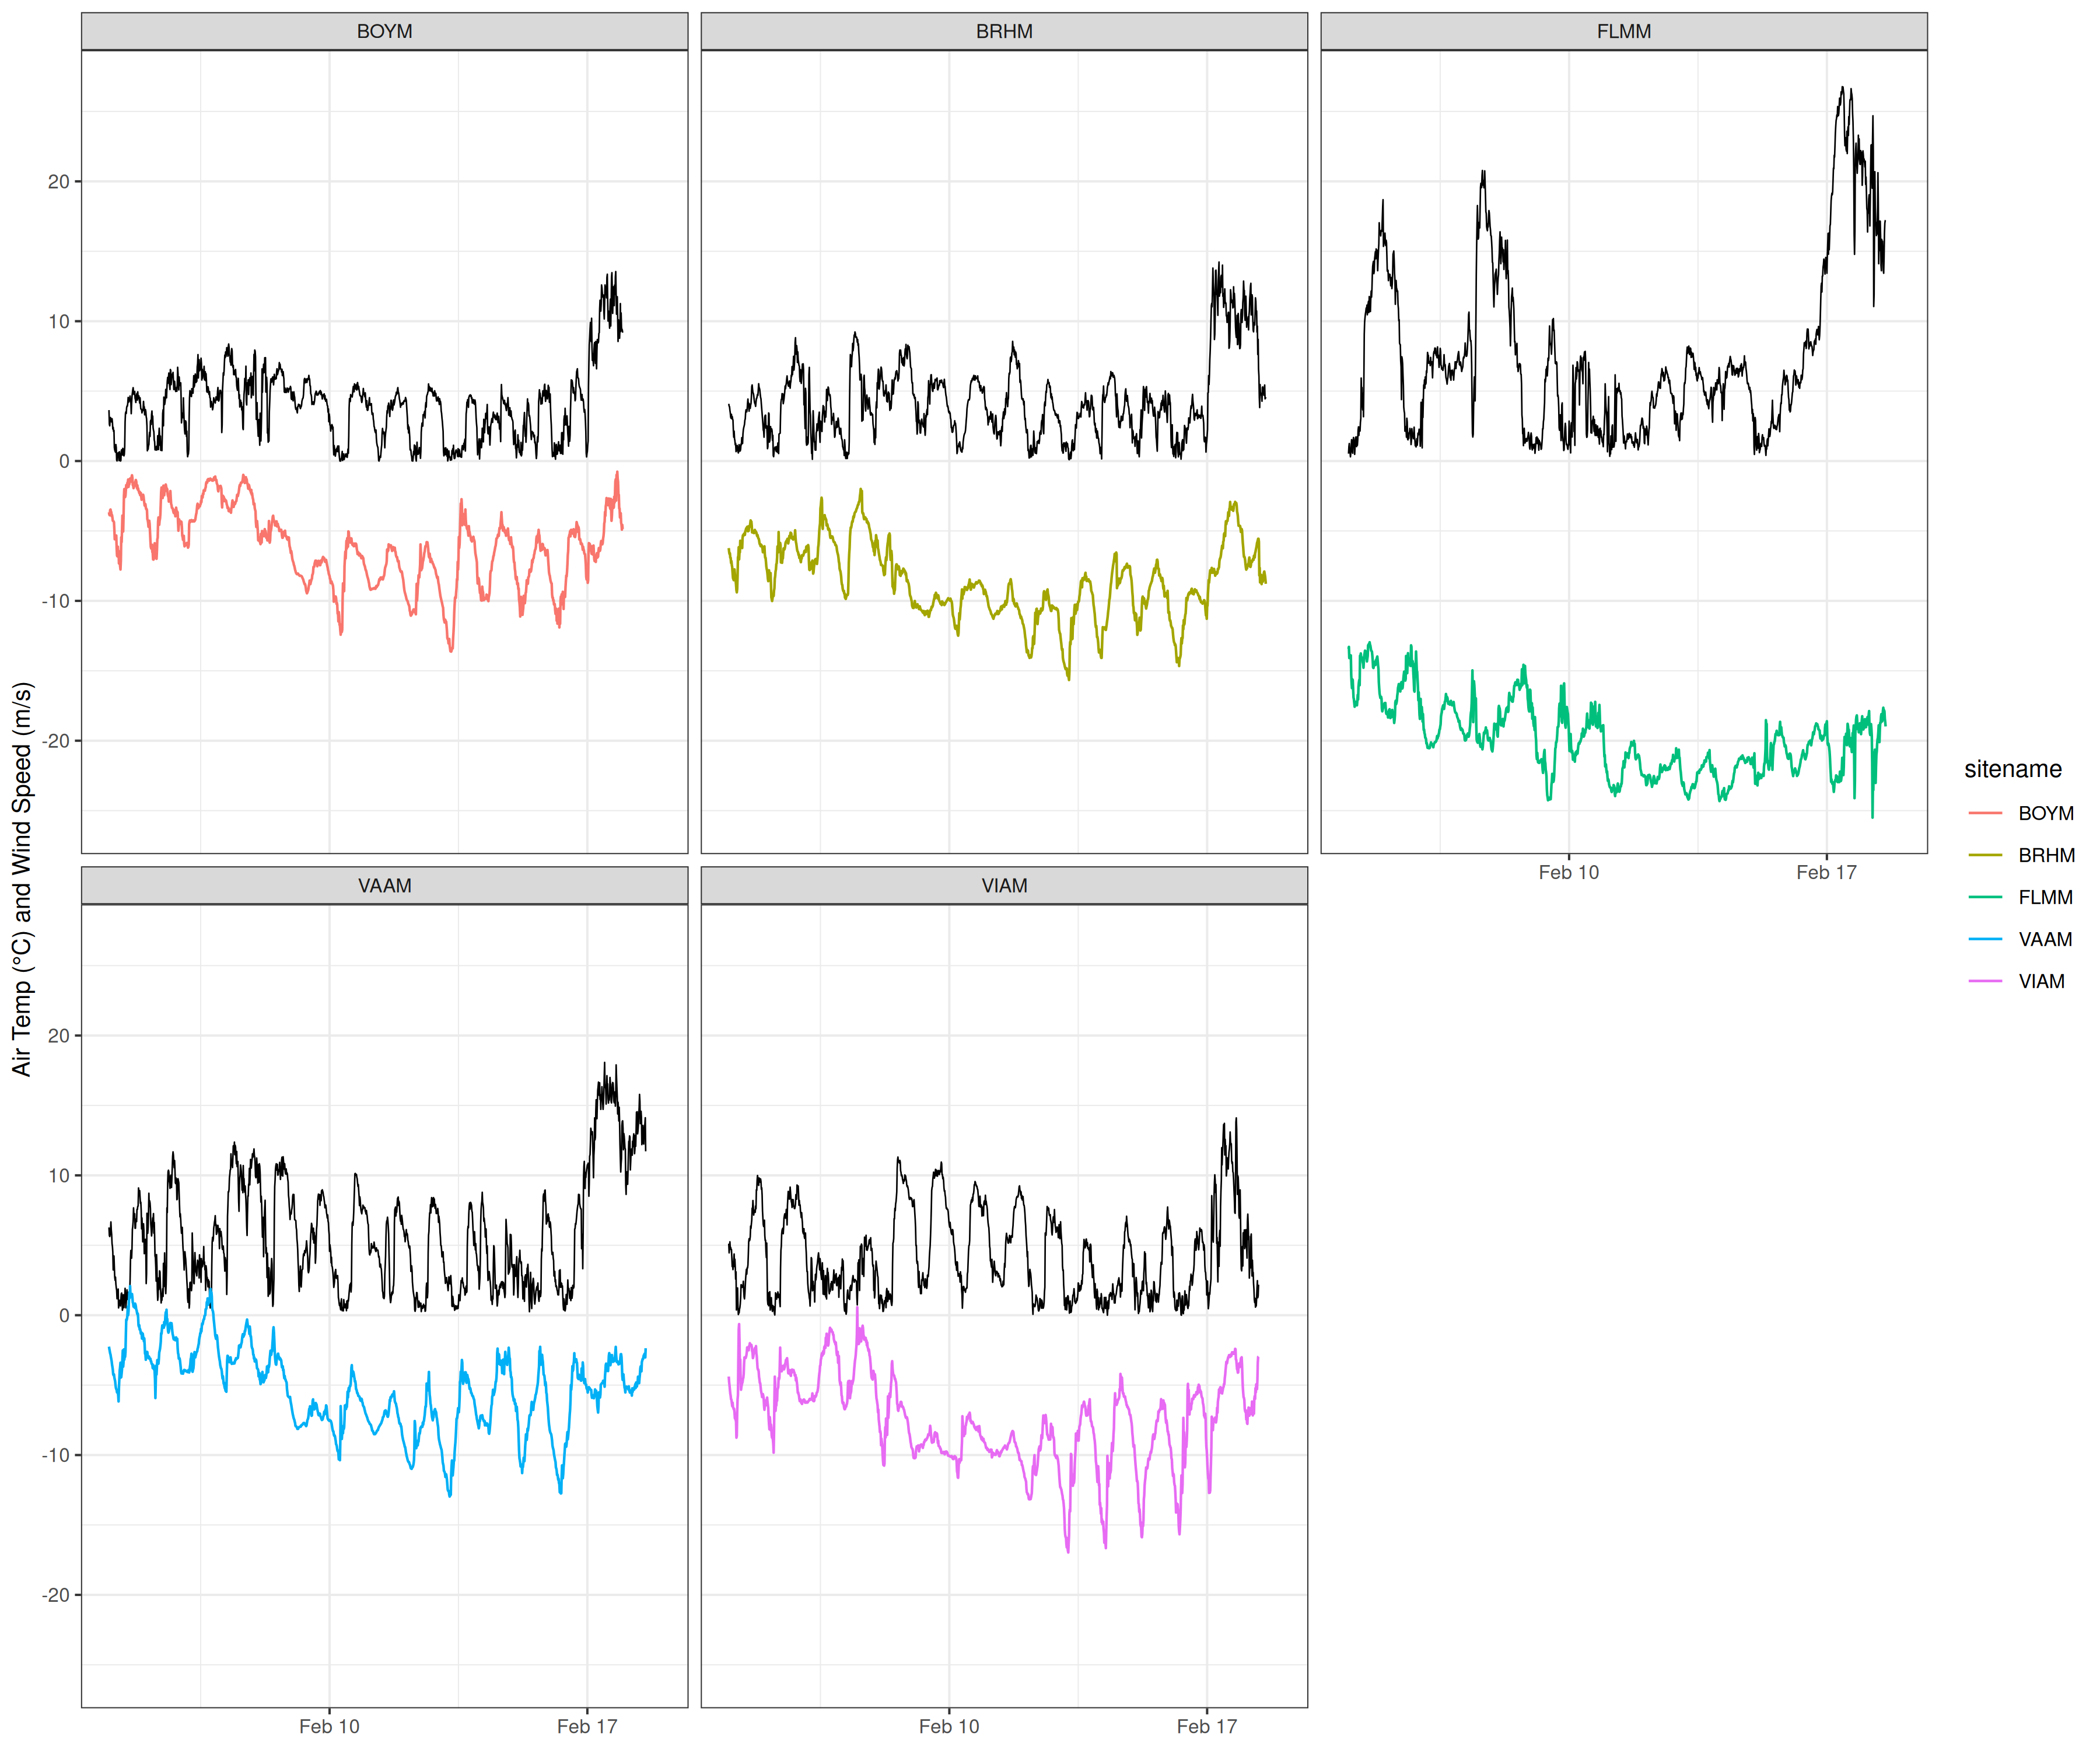 BOYM
BRHM
FLMM
20
10
0
-10
-20
Feb 10
Feb 17
VAAM
VIAM
20
10
0
-10
-20
Feb 10
Feb 17
Feb 10
Feb 17
Air Temp (°C) and Wind Speed (m/s)
sitename
BOYM
BRHM
FLMM
VAAM
VIAM